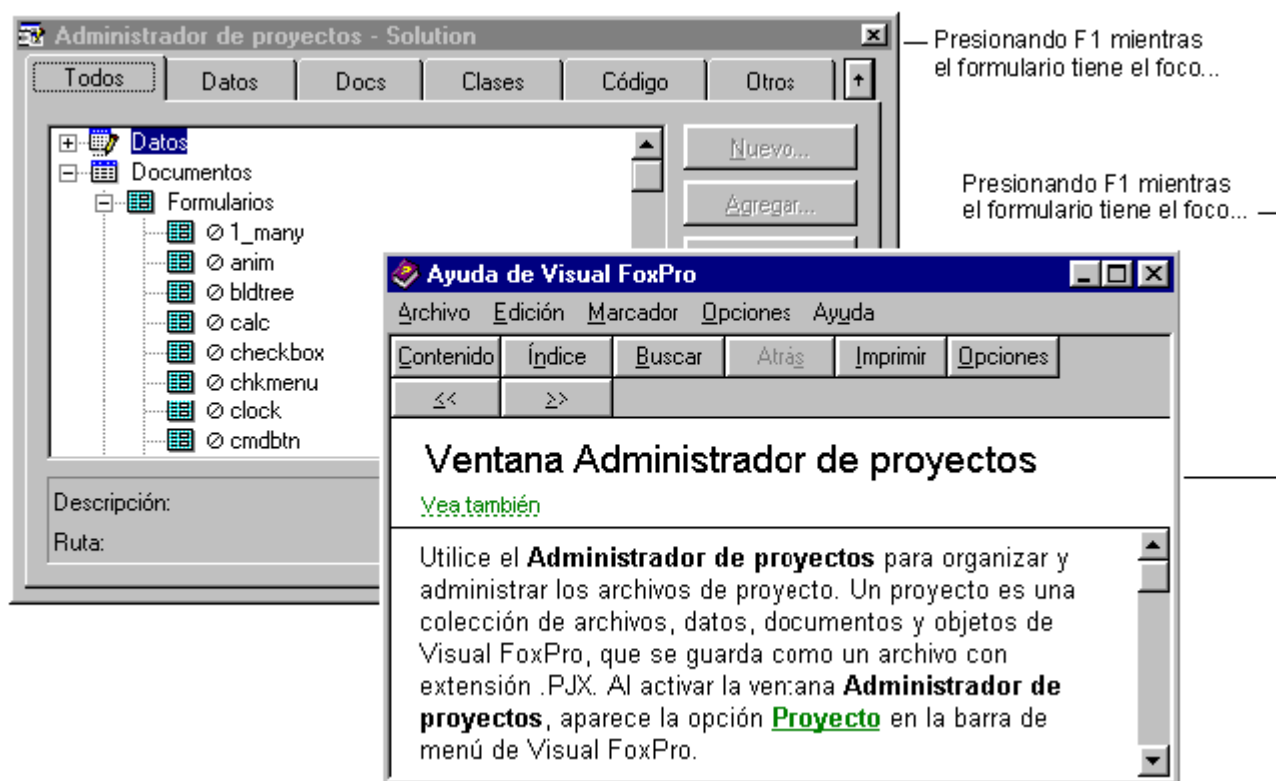 Administrador de proyectos - Solution
Todos Datos Docs Clases Código Otros
Datos
Documentos
Formularios
1_many
anim
bldtree
calc
checkbox
chkmenu
clock
cmdbtn
Nuevo...
Agregar...
Descripción:
Ruta:
Presionando F1 mientras
el formulario tiene el foco...
Presionando F1 mientras
el formulario tiene el foco...
Ayuda de Visual FoxPro
Archivo Edición Marcador Opciones Ayuda
Contenido Índice Buscar Atrás Imprimir Opciones
<< >>
Ventana Administrador de proyectos
Vea también
Utilice el Administrador de proyectos para organizar y
administrar los archivos de proyecto. Un proyecto es una
colección de archivos, datos, documentos y objetos de
Visual FoxPro, que se guarda como un archivo con
extensión .PJX. Al activar la ventana Administrador de
proyectos, aparece la opción Proyecto en la barra de
menú de Visual FoxPro.